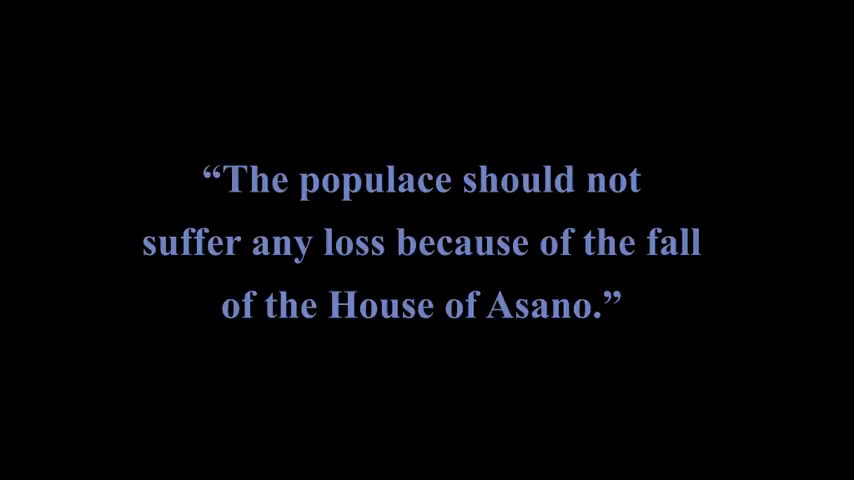 “The populace should not
suffer any loss because of the fall
of the House of Asano.”